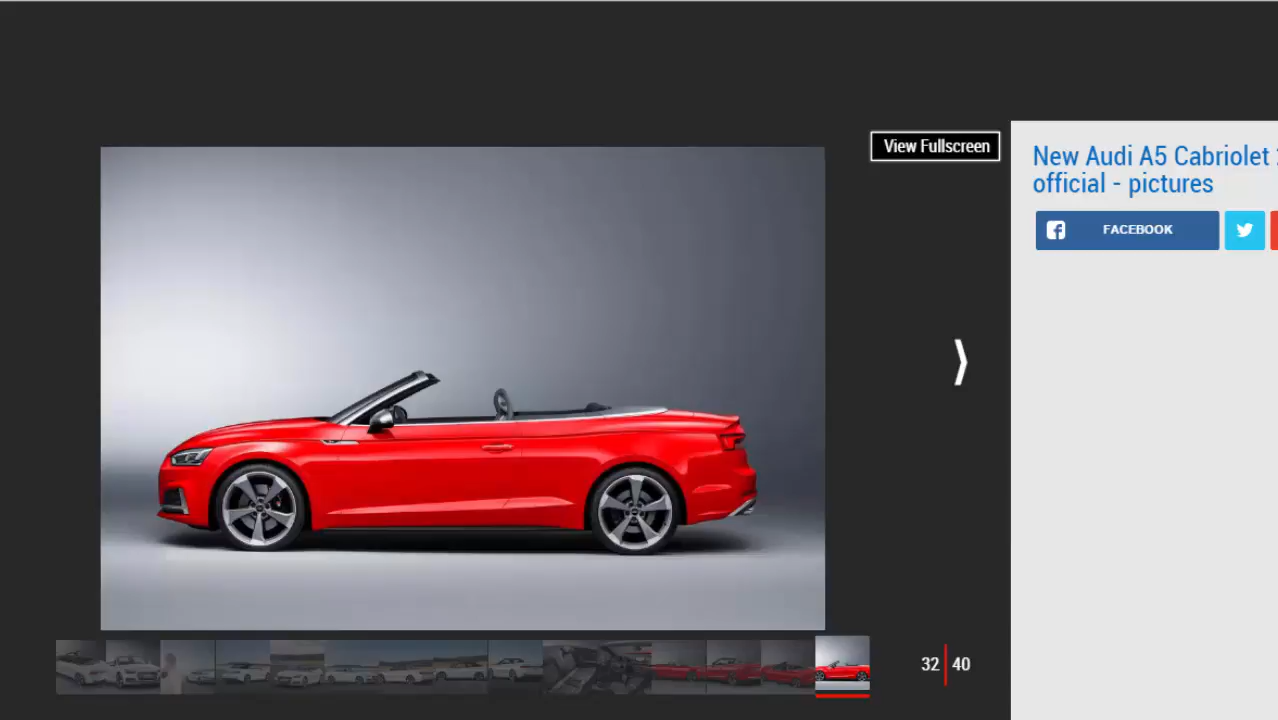 View Fullscreen
New Audi A5 Cabriolet
official - pictures
FACEBOOK
32 40